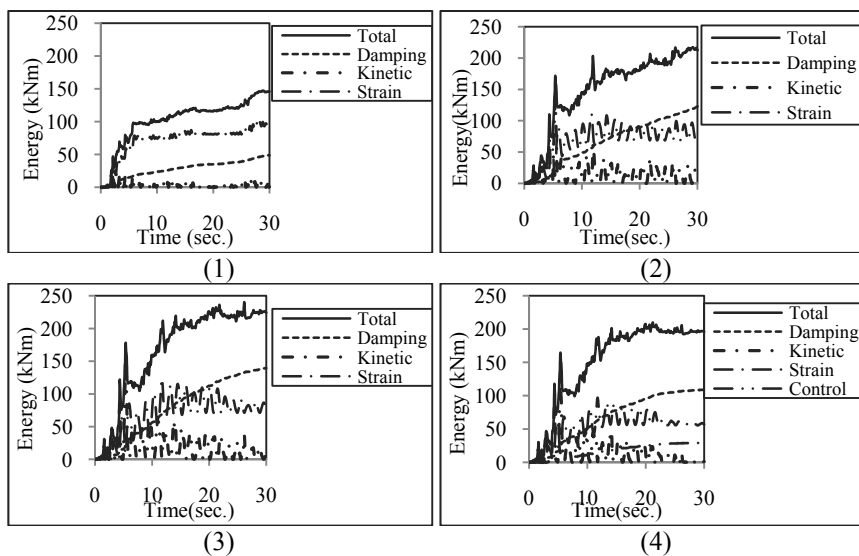 250
200
150
100
50
0
Energy (kNm)
0 10 20 30
Time (sec.)
Total
Damping
Kinetic
Strain
(1)
250
200
150
100
50
0
Energy(kNm)
0 10 20 30
Time(sec.)
Total
Damping
Kinetic
Strain
(2)
250
200
150
100
50
0
Energy (kNm)
0 10 20 30
Time(sec.)
Total
Damping
Kinetic
Strain
(3)
250
200
150
100
50
0
Energy (kNm)
0 10 20 30
Time(sec.)
Total
Damping
Kinetic
Strain
Control
(4)